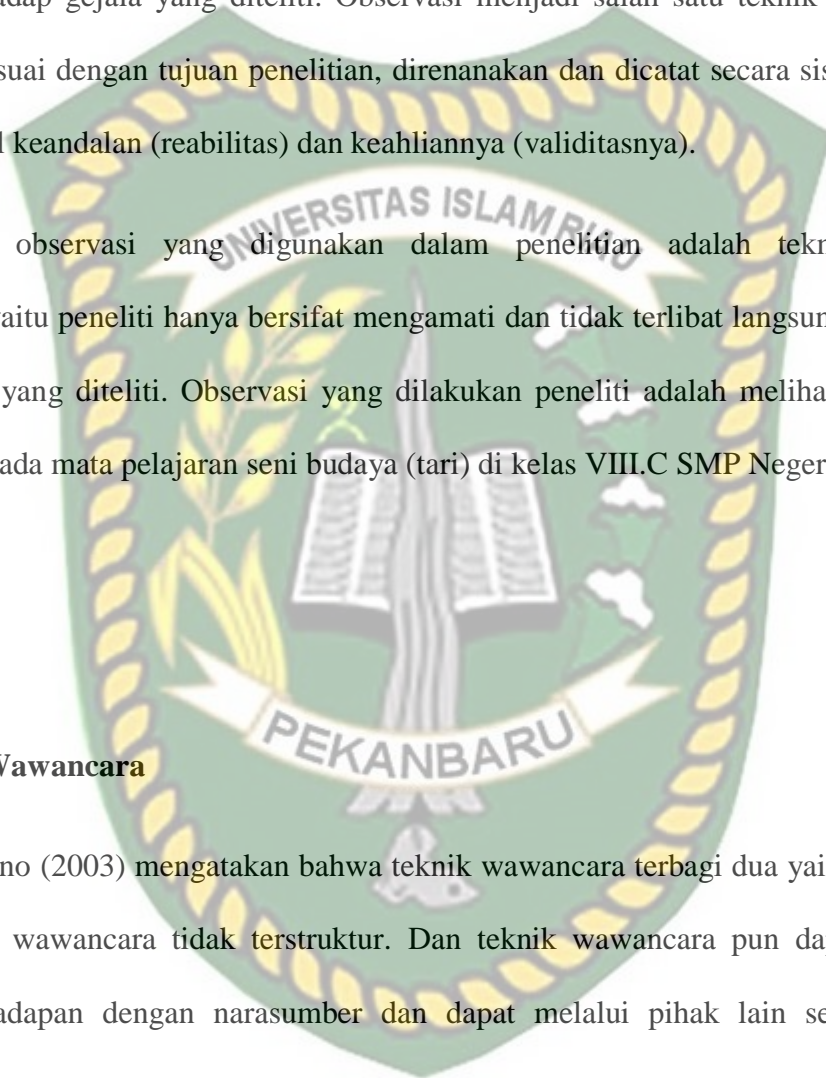 adap gejala yang diteliti. Observasi menjadi salah satu teknik
suai dengan tujuan penelitian, direnanakan dan dicatat secara sis
l keandalan (reabilitas) dan keahliannya (validitasnya).
UNIVERSITAS ISLAM RIAU
observasi yang digunakan dalam penelitian adalah tekn
yaitu peneliti hanya bersifat mengamati dan tidak terlibat langsun
yang diteliti. Observasi yang dilakukan peneliti adalah meliha
ada mata pelajaran seni budaya (tari) di kelas VIII.C SMP Neger
PEKANBARU
Wawancara
no (2003) mengatakan bahwa teknik wawancara terbagi dua yai
wawancara tidak terstruktur. Dan teknik wawancara pun da
adapan dengan narasumber dan dapat melalui pihak lain se